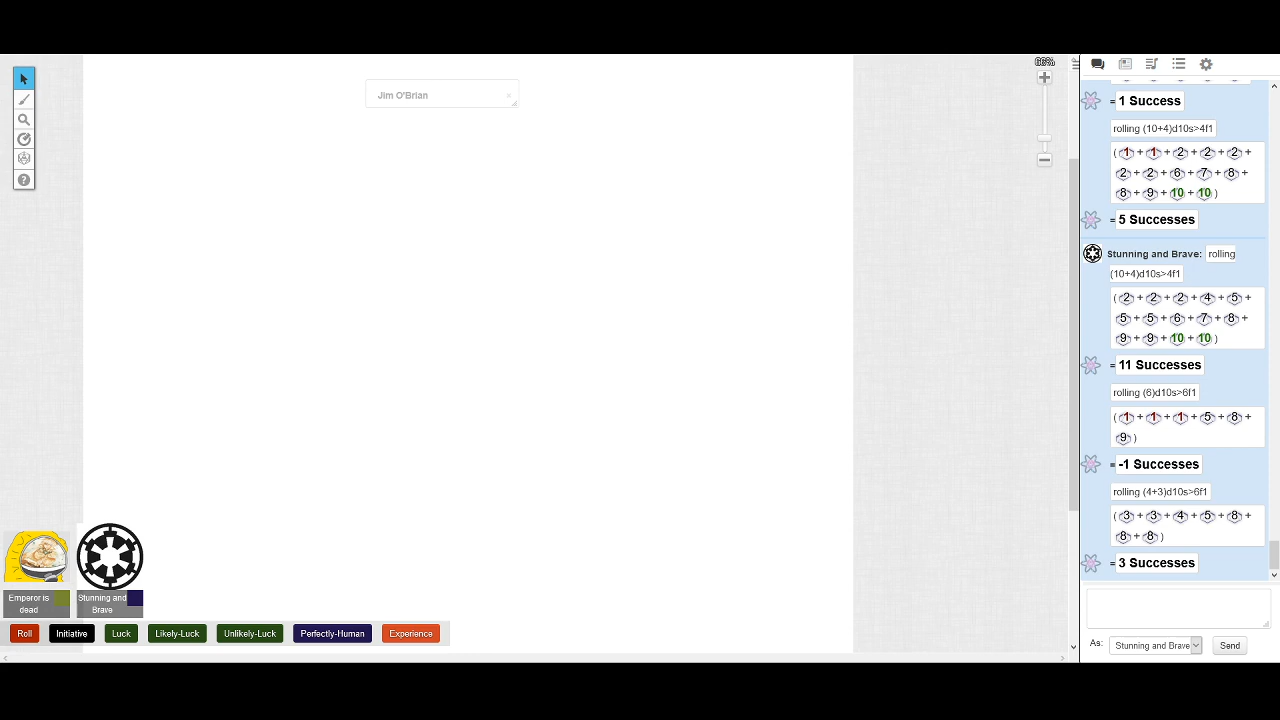 Jim O'Brian ×
66%
= 1 Success
rolling (10+4)d10s>4f1
( 1 + 1 + 2 + 2 + 2 +
2 + 2 + 6 + 7 + 8 +
8 + 9 + 10 + 10 )
= 5 Successes
Stunning and Brave: rolling
(10+4)d10s>4f1
( 2 + 2 + 2 + 4 + 5 +
5 + 5 + 6 + 7 + 8 +
9 + 9 + 10 + 10 )
= 11 Successes
rolling (6)d10s>6f1
( 1 + 1 + 1 + 5 + 8 +
9 )
= -1 Successes
rolling (4+3)d10s>6f1
( 3 + 3 + 4 + 5 + 8 +
8 + 8 )
= 3 Successes
Emperor is
dead
Stunning and
Brave
Roll Initiative Luck Likely-Luck Unlikely-Luck Perfectly-Human Experience
As: Stunning and Brave Send